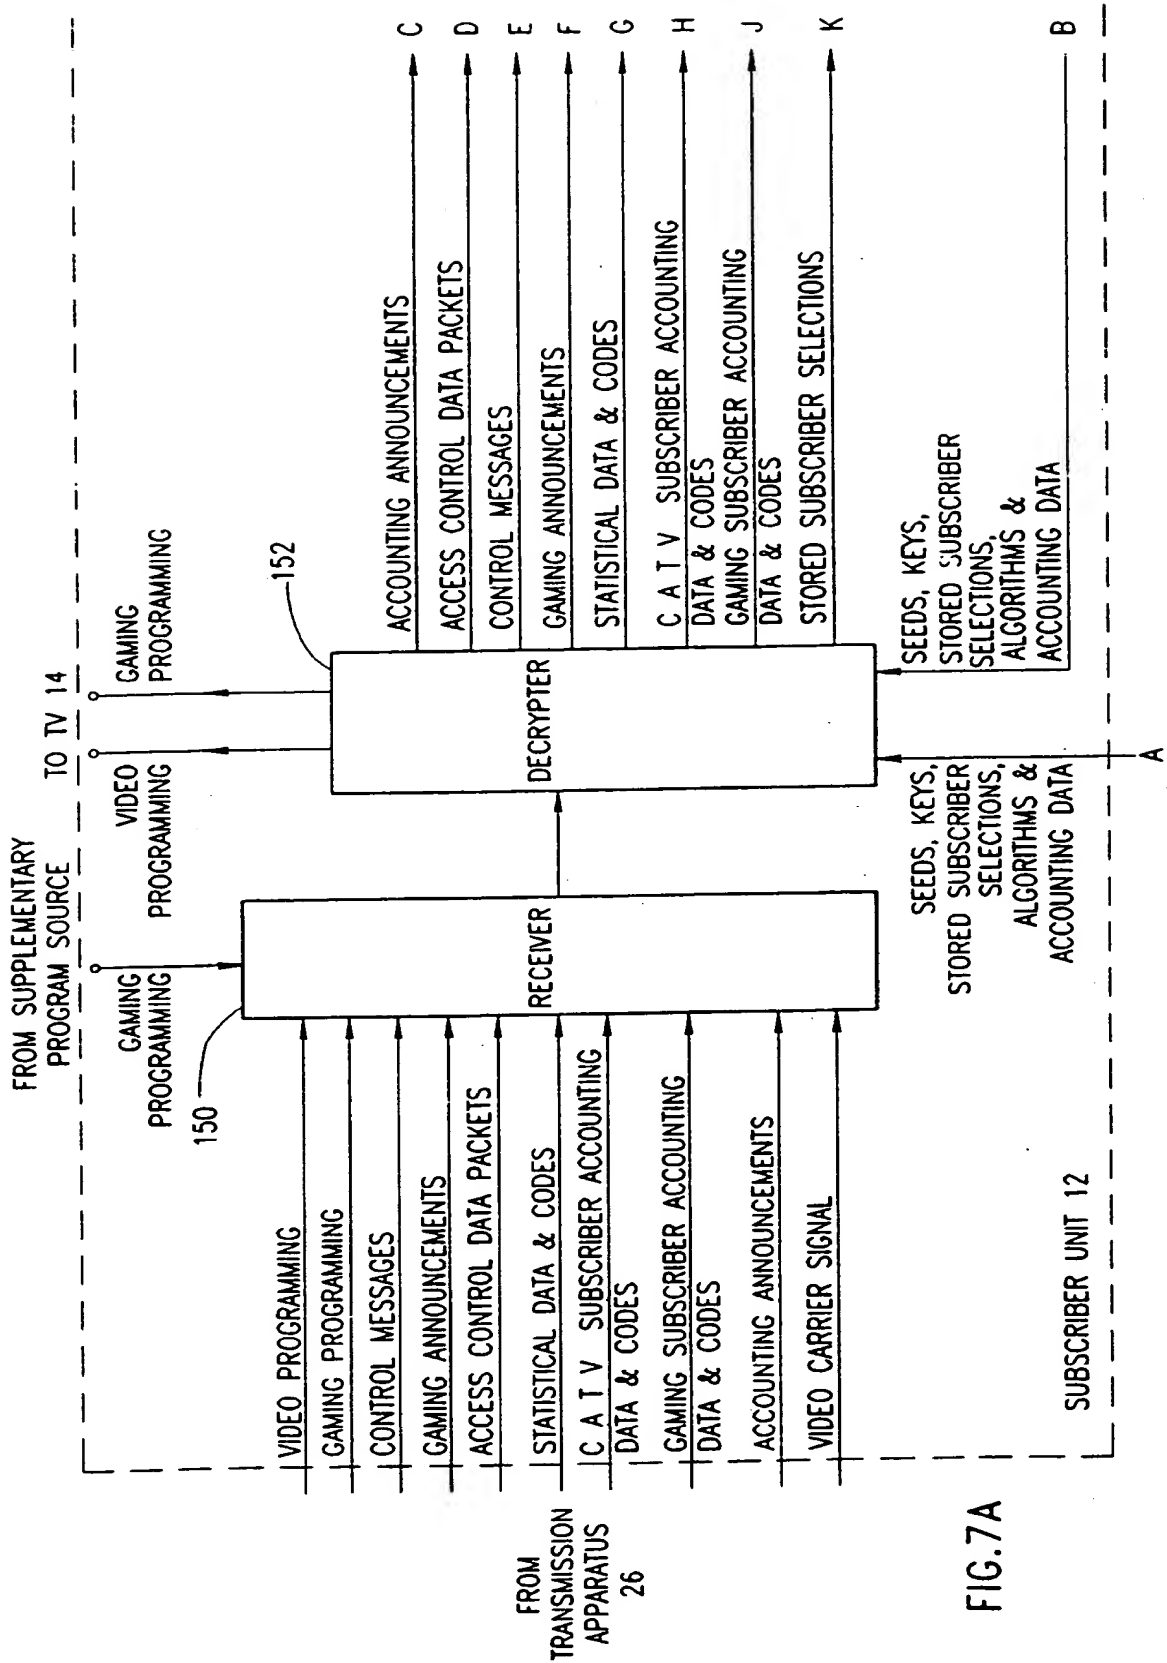 FROM SUPPLEMENTARY
PROGRAM SOURCE
TO TV 14
GAMING
PROGRAMMING
VIDEO
PROGRAMMING
GAMING
PROGRAMMING
150
152
FROM
TRANSMISSION
APPARATUS
26
VIDEO PROGRAMMING
GAMING PROGRAMMING
CONTROL MESSAGES
GAMING ANNOUNCEMENTS
ACCESS CONTROL DATA PACKETS
STATISTICAL DATA & CODES
C A T V SUBSCRIBER ACCOUNTING
DATA & CODES
GAMING SUBSCRIBER ACCOUNTING
DATA & CODES
ACCOUNTING ANNOUNCEMENTS
VIDEO CARRIER SIGNAL
RECEIVER
DECRYPTER
ACCOUNTING ANNOUNCEMENTS
C
ACCESS CONTROL DATA PACKETS
D
CONTROL MESSAGES
E
GAMING ANNOUNCEMENTS
F
STATISTICAL DATA & CODES
G
C A T V SUBSCRIBER ACCOUNTING
DATA & CODES
H
GAMING SUBSCRIBER ACCOUNTING
DATA & CODES
J
STORED SUBSCRIBER SELECTIONS
K
SEEDS, KEYS,
STORED SUBSCRIBER
SELECTIONS,
ALGORITHMS &
ACCOUNTING DATA
A
SEEDS, KEYS,
STORED SUBSCRIBER
SELECTIONS,
ALGORITHMS &
ACCOUNTING DATA
B
SUBSCRIBER UNIT 12
FIG.7A